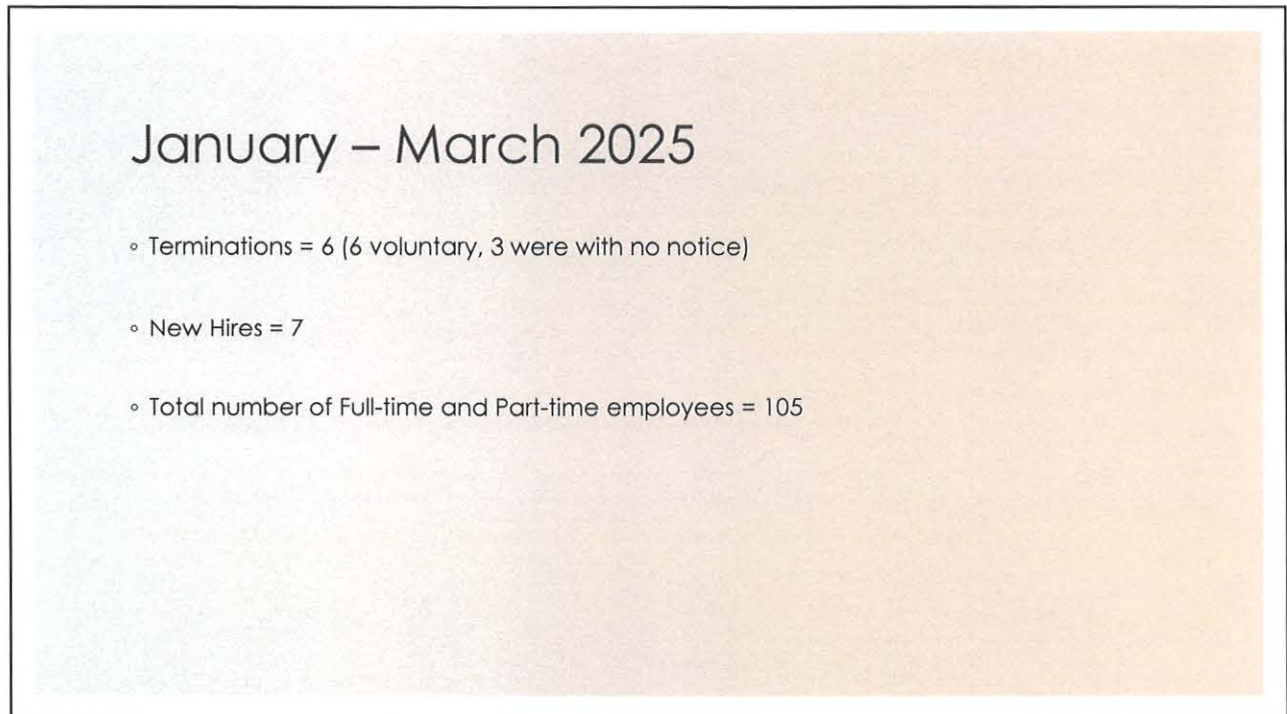 January – March 2025
◦ Terminations = 6 (6 voluntary, 3 were with no notice)
◦ New Hires = 7
◦ Total number of Full-time and Part-time employees = 105